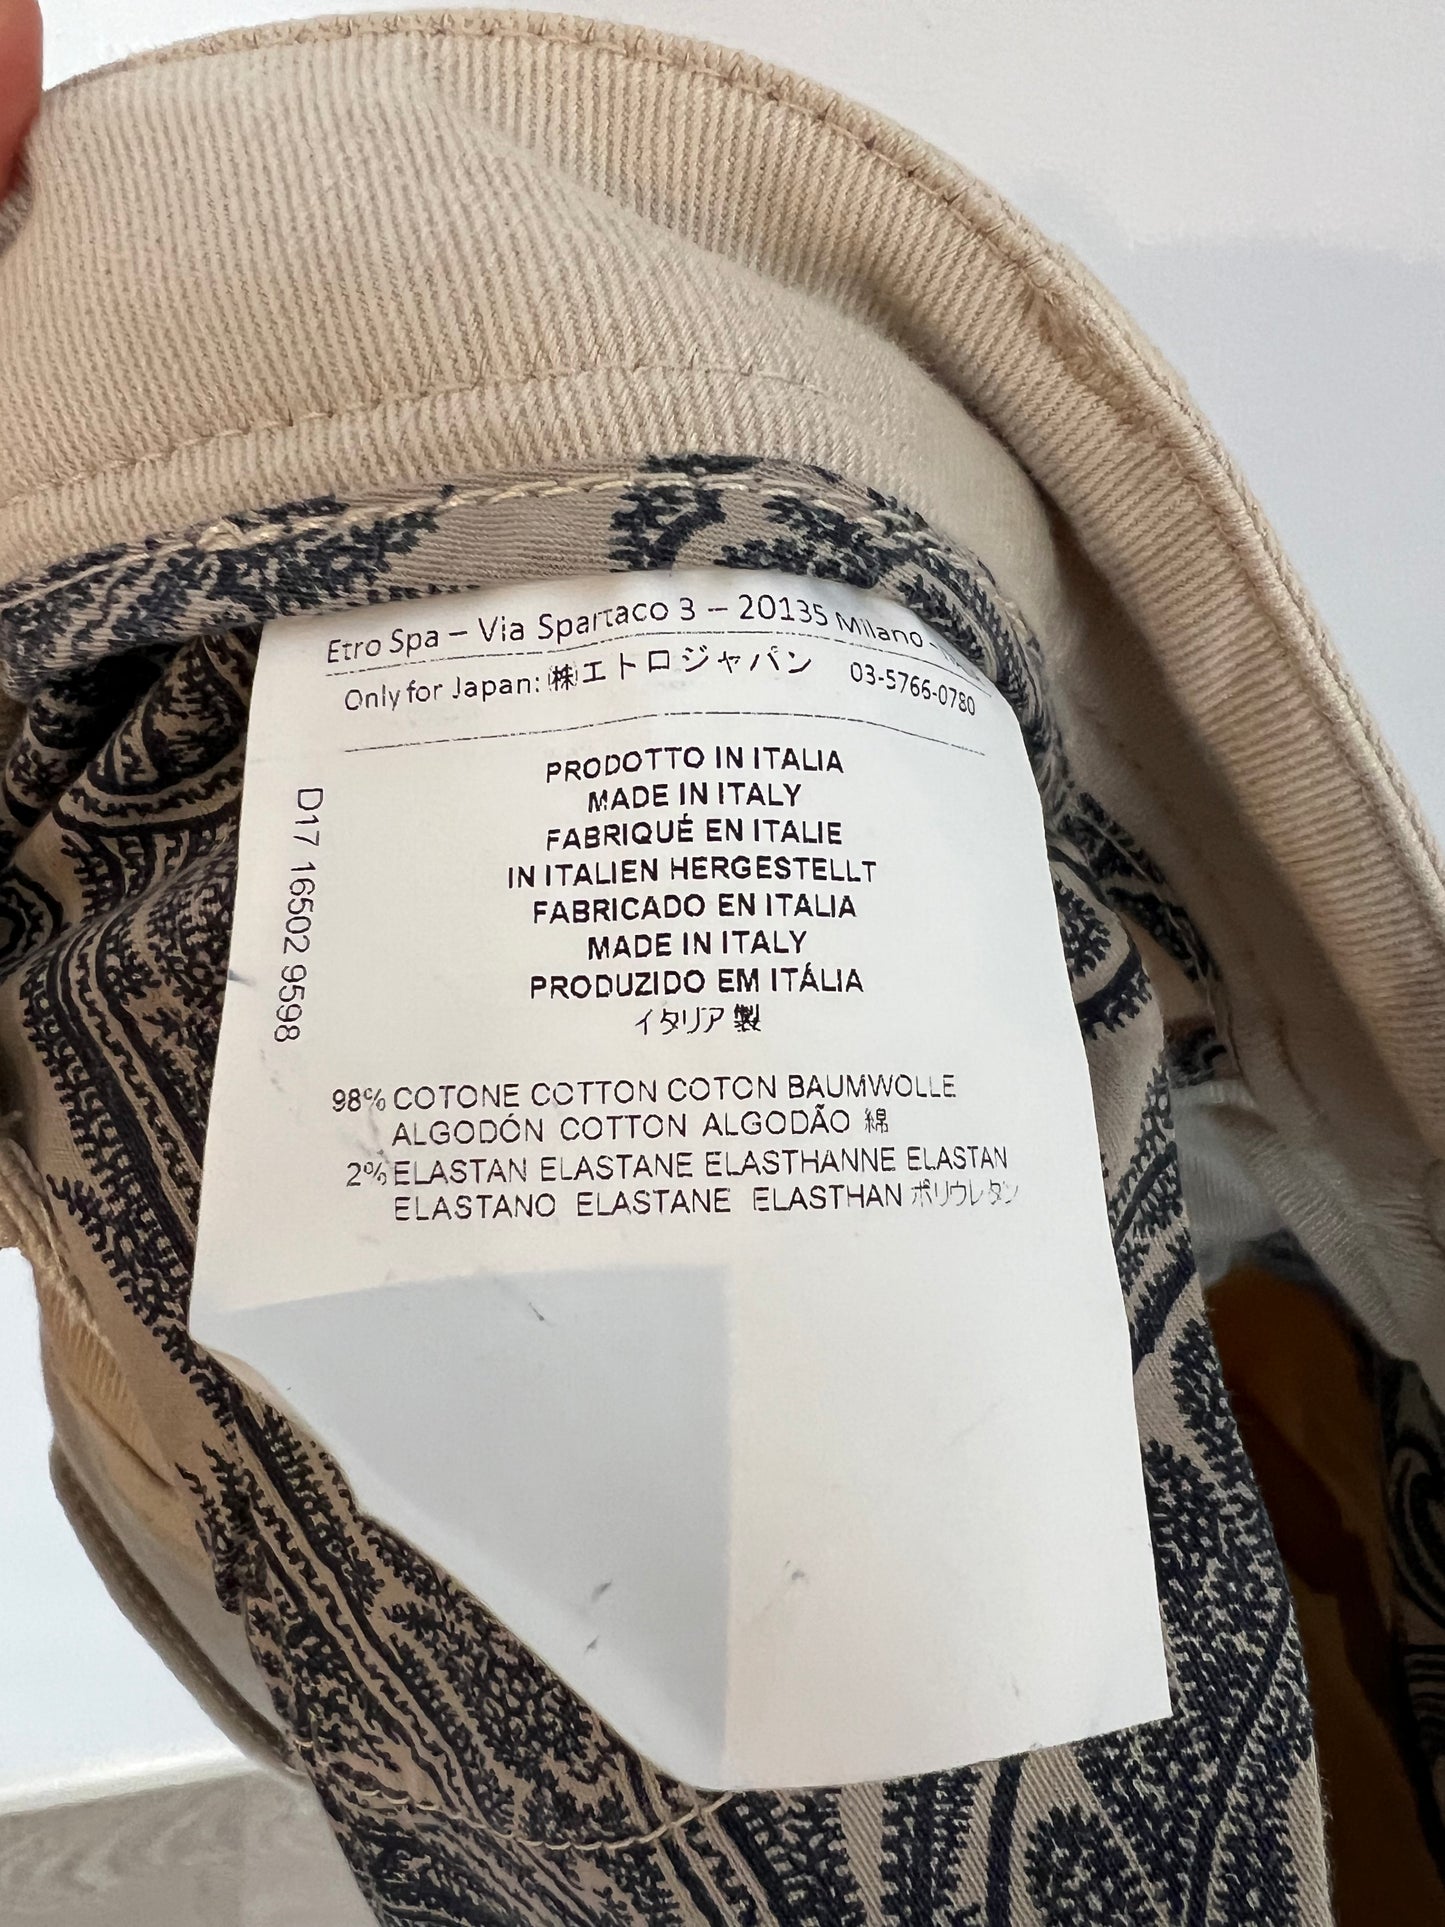 Etro Spa – Via Spartaco 3 – 20135 Milano -
Only for Japan: ㈱エトロジャパン 03-5766-0780
PRODOTTO IN ITALIA
MADE IN ITALY
FABRIQUÉ EN ITALIE
IN ITALIEN HERGESTELLT
FABRICADO EN ITALIA
MADE IN ITALY
PRODUZIDO EM ITÁLIA
イタリア製
D17 16502 9598
98% COTONE COTTON COTON BAUMWOLLE
ALGODÓN COTTON ALGODÃO 綿
2% ELASTAN ELASTANE ELASTHANNE ELASTAN
ELASTANO ELASTANE ELASTHAN ポリウレタン